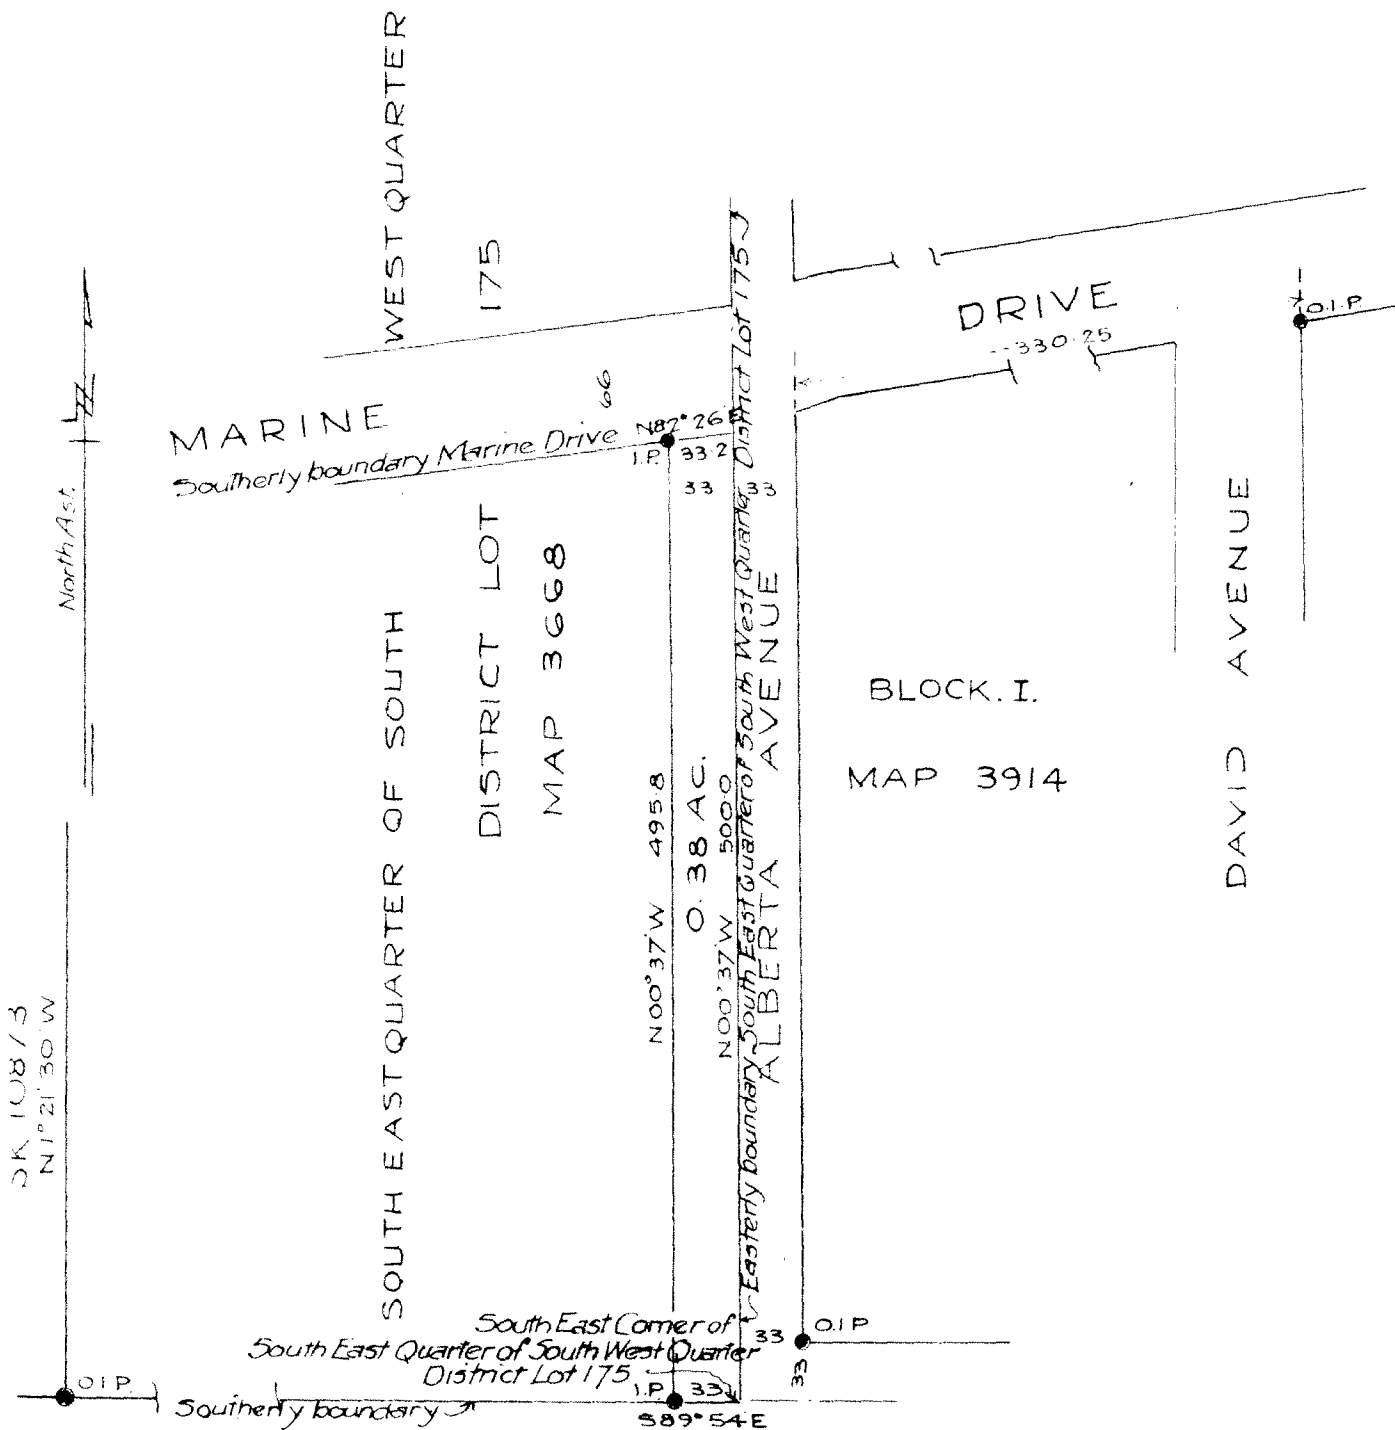 WEST QUARTER
175
District Lot 175
DRIVE
330.25
O.I.P.
MARINE
66
N87°26'E
Southerly boundary Marine Drive
I.P. 33.2
33 33
North Ast.
DISTRICT LOT
MAP 3668
SOUTH EAST QUARTER OF SOUTH
N00°37'W 495.8
0.38 AC.
N00°37'W 500.0
Easterly boundary South East Quarter of South West Quarter
ALBERTA AVENUE
BLOCK. I.
MAP 3914
DAVID AVENUE
N1°21'30"W
South East Corner of
South East Quarter of South West Quarter
District Lot 175
33 O.I.P
33
O.I.P.
Southerly boundary
I.P. 33
S89°54'E